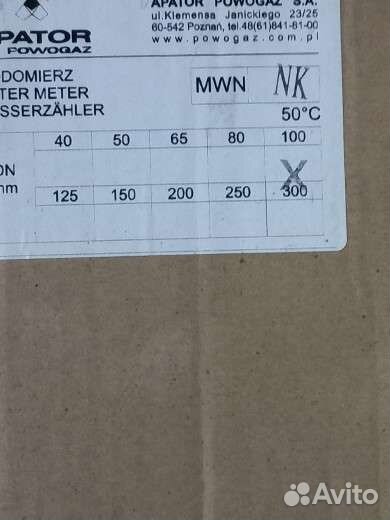 APATOR POWOGAZ S.A.
ul.Klemensa Janickiego 23/25
60-542 Poznań, tel.48(61)841-81-00
www.powogaz.com.pl
PATOR
POWOGAZ
DOMIERZ
TER METER
SSERZÄHLER
MWN NK
50°C
40 50 65 80 100
DN
mm
X
125 150 200 250 300
Avito